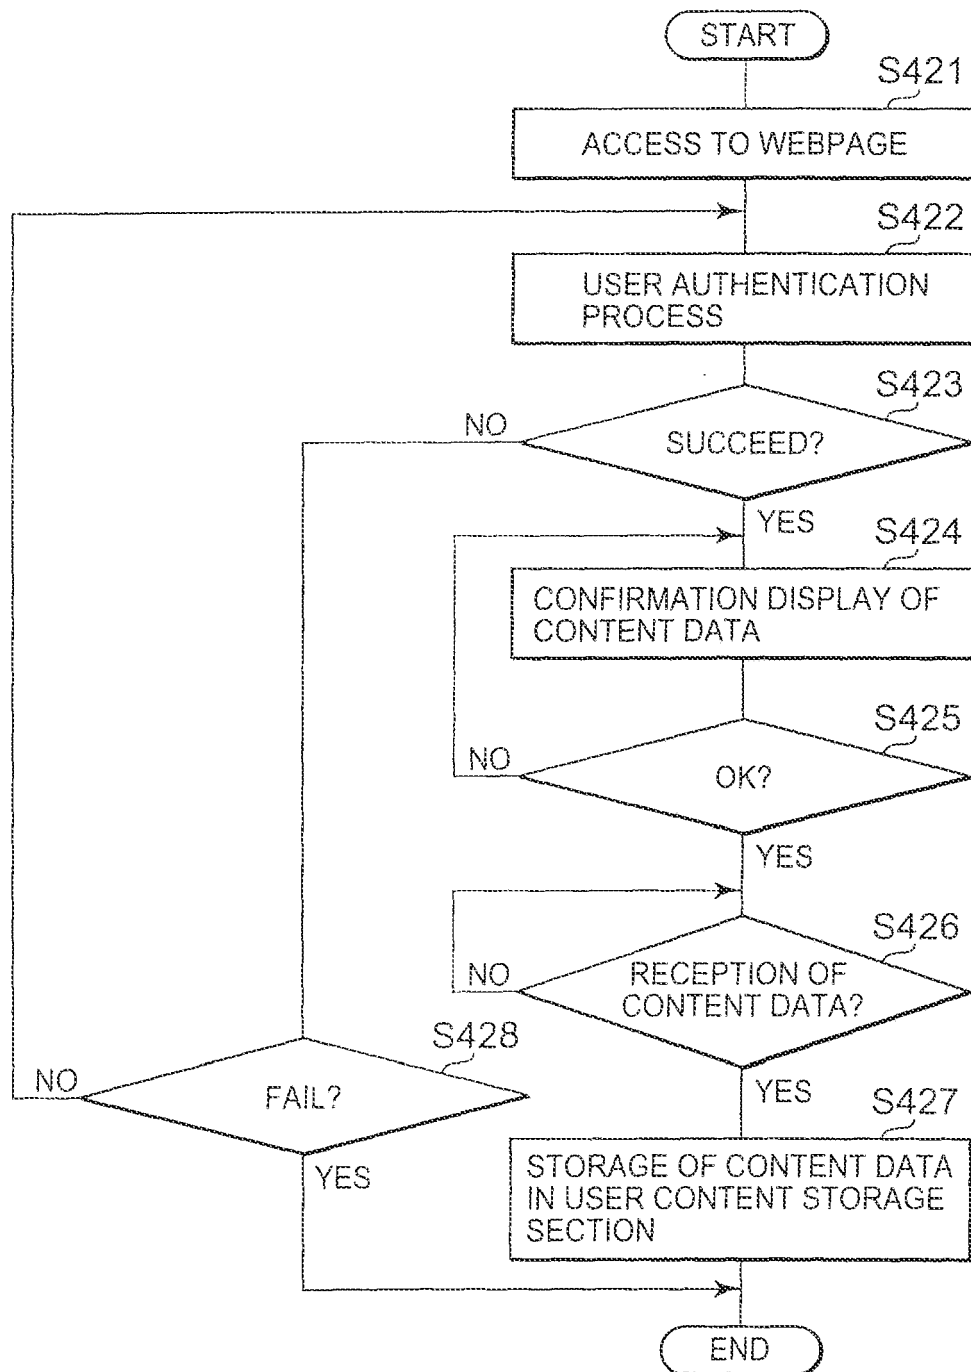 START
S421
ACCESS TO WEBPAGE
S422
USER AUTHENTICATION
PROCESS
S423
NO
SUCCEED?
YES
S424
CONFIRMATION DISPLAY OF
CONTENT DATA
S425
NO
OK?
YES
S426
NO
RECEPTION OF
CONTENT DATA?
S428
NO
FAIL?
YES
YES
S427
STORAGE OF CONTENT DATA
IN USER CONTENT STORAGE
SECTION
END